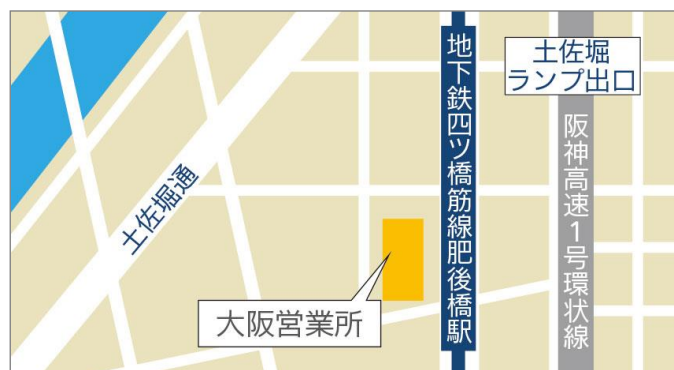 土佐堀
ランプ出口
阪神高速1号環状線
地下鉄四ツ橋筋線肥後橋駅
土佐堀通
大阪営業所